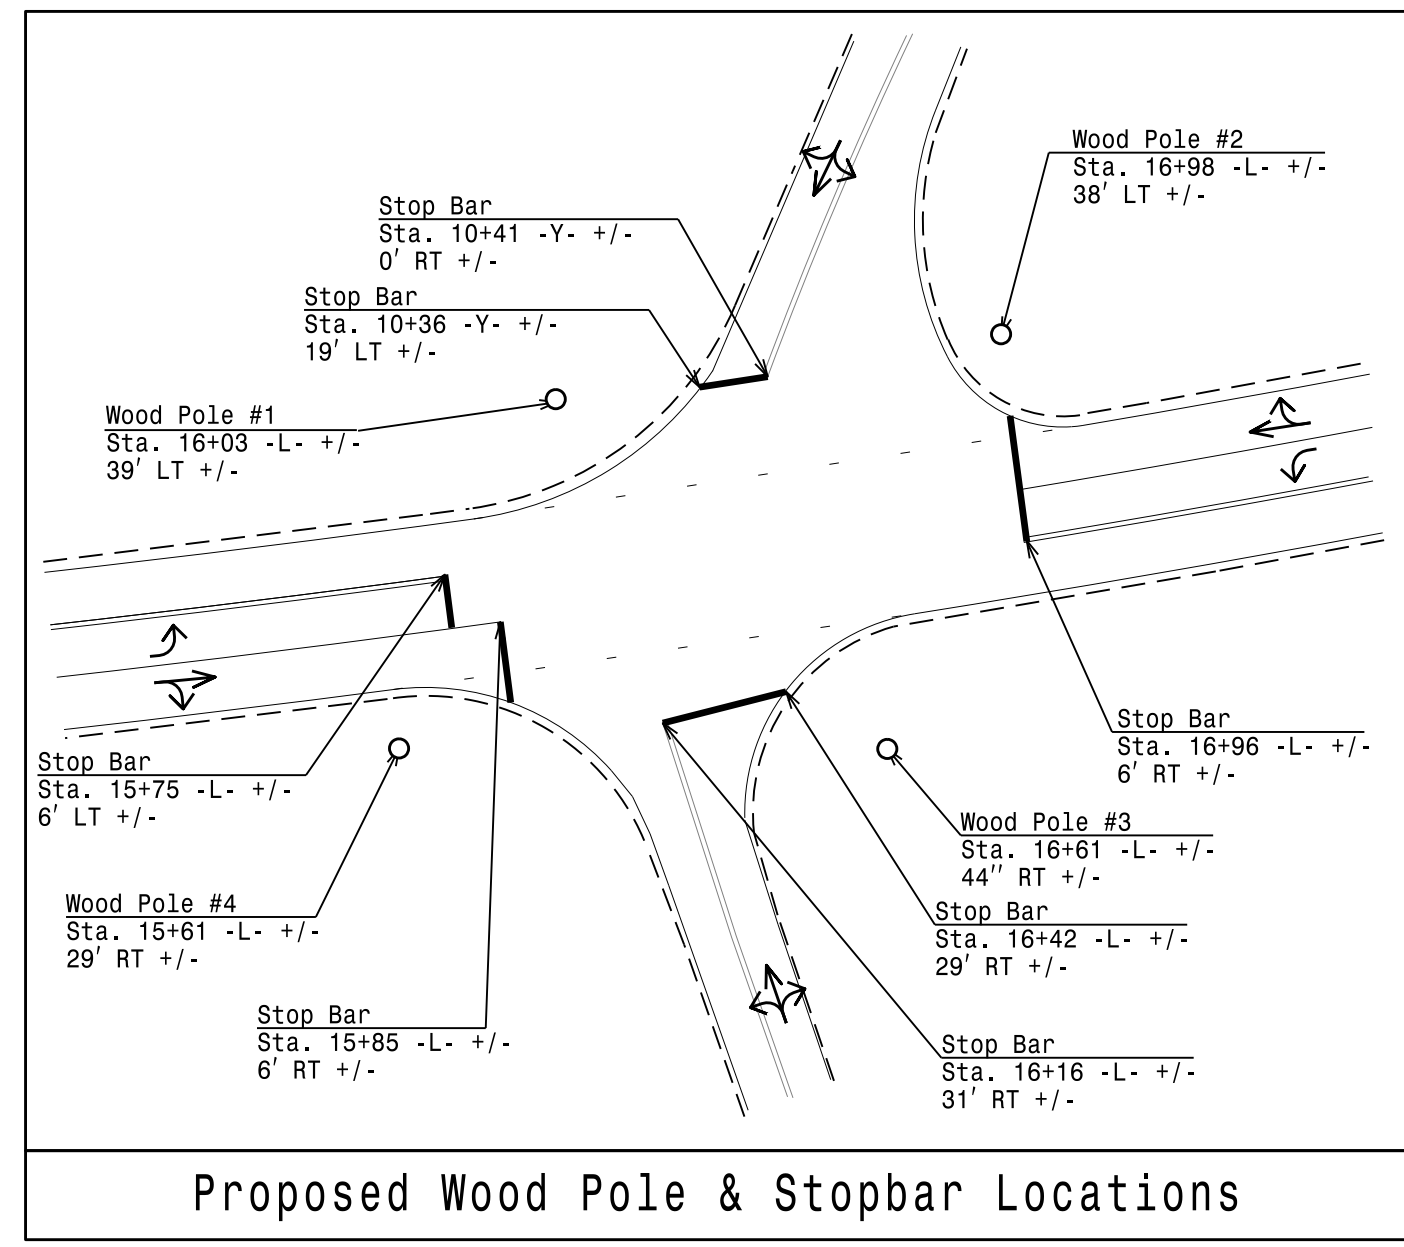 Wood Pole #2
Sta. 16+98 -L- +/-
38' LT +/-
Stop Bar
Sta. 10+41 -Y- +/-
0' RT +/-
Stop Bar
Sta. 10+36 -Y- +/-
19' LT +/-
Wood Pole #1
Sta. 16+03 -L- +/-
39' LT +/-
Stop Bar
Sta. 16+96 -L- +/-
6' RT +/-
Stop Bar
Sta. 15+75 -L- +/-
6' LT +/-
Wood Pole #3
Sta. 16+61 -L- +/-
44'' RT +/-
Wood Pole #4
Sta. 15+61 -L- +/-
29' RT +/-
Stop Bar
Sta. 16+42 -L- +/-
29' RT +/-
Stop Bar
Sta. 15+85 -L- +/-
6' RT +/-
Stop Bar
Sta. 16+16 -L- +/-
31' RT +/-
Proposed Wood Pole & Stopbar Locations